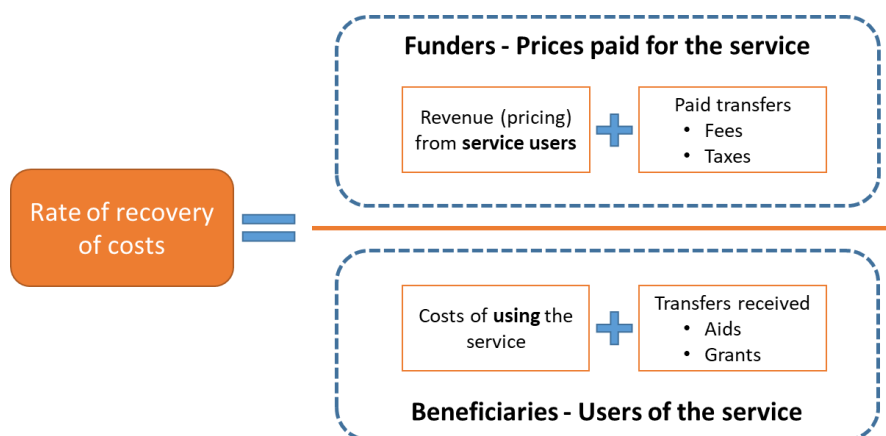 Funders - Prices paid for the service
Revenue (pricing)
from service users
Paid transfers
• Fees
• Taxes
Rate of recovery
of costs
Costs of using the
service
Transfers received
• Aids
• Grants
Beneficiaries - Users of the service